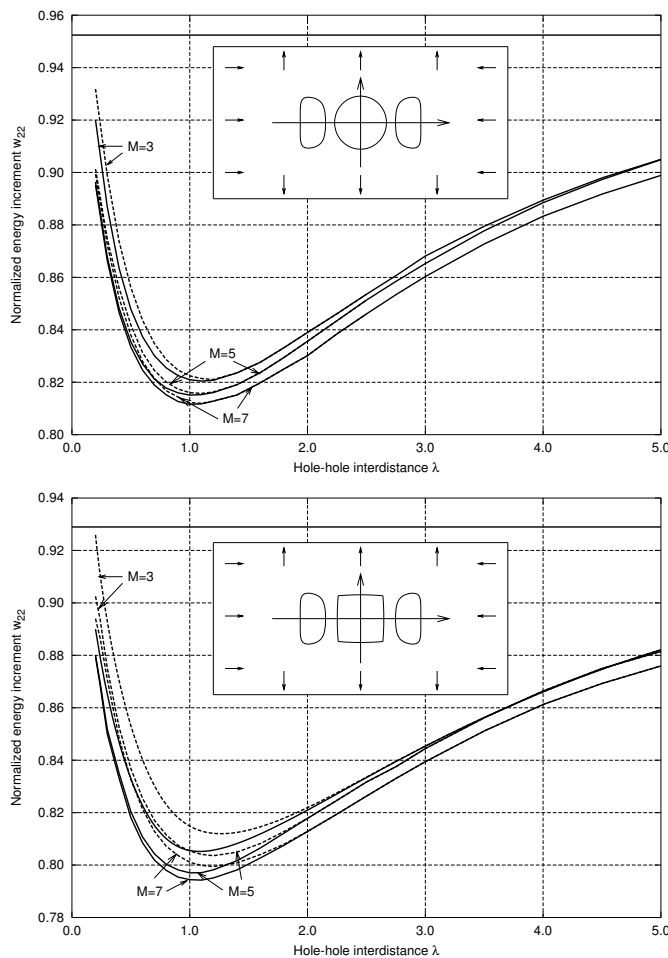 0.96
0.94
0.92
0.90
0.88
0.86
0.84
0.82
0.80
Normalized energy increment w22
M=3
M=5
M=7
0.0 1.0 2.0 3.0 4.0 5.0
Hole-hole interdistance λ
0.94
0.92
0.90
0.88
0.86
0.84
0.82
0.80
0.78
Normalized energy increment w22
M=3
M=7
M=5
0.0 1.0 2.0 3.0 4.0 5.0
Hole-hole interdistance λ